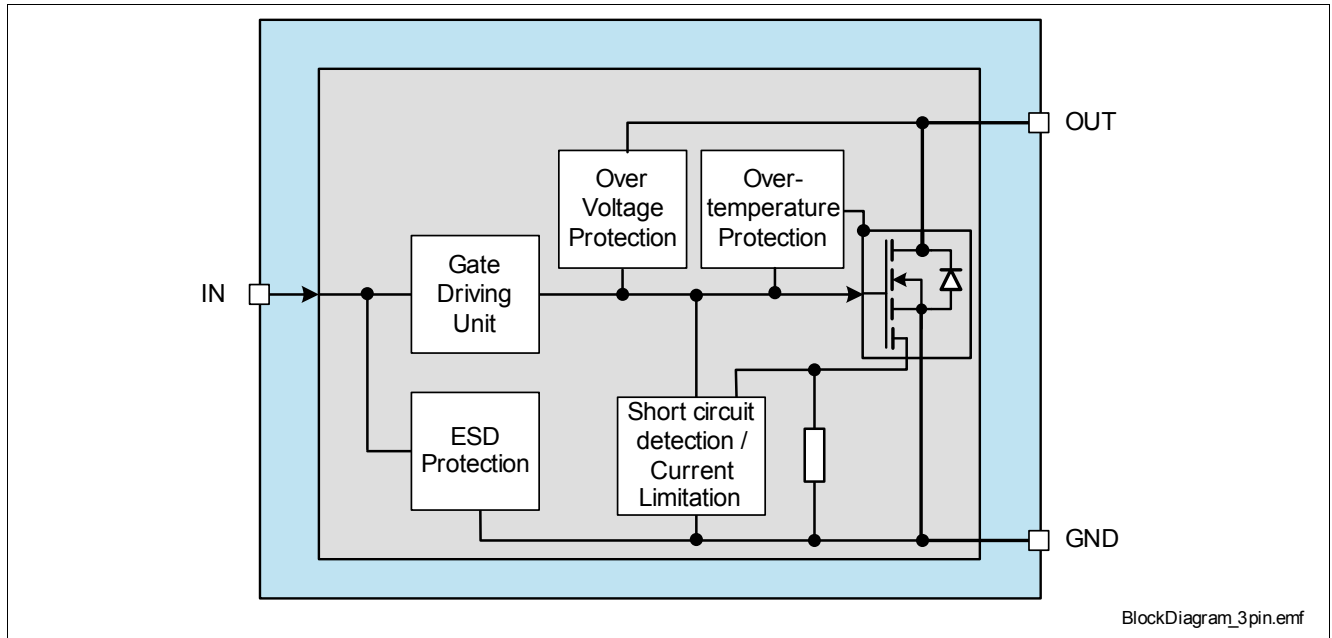 OUT
Over
Voltage
Protection
Over-
temperature
Protection
Gate
Driving
Unit
IN
ESD
Protection
Short circuit
detection /
Current
Limitation
GND
BlockDiagram_3pin.emf